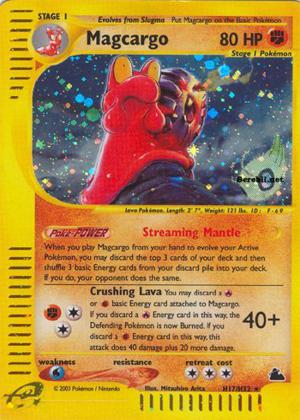 STAGE 1
Evolves from Slugma Put Magcargo on the Basic Pokémon
Magcargo 80 HP
Stage 1 Pokémon
Serebii.net
Lava Pokémon. Length: 2' 7", Weight: 121 lbs. ID: F-69
Poké-POWER Streaming Mantle
When you play Magcargo from your hand to evolve your Active
Pokémon, you may discard the top 3 cards of your deck and then
shuffle 3 basic Energy cards from your discard pile into your deck. If
you do, your opponent does the same.
Crushing Lava You may discard a
or basic Energy card attached to Magcargo.
If you discard a Energy card in this way, the
Defending Pokémon is now Burned. If you
discard a Energy card in this way, this
attack does 40 damage plus 20 more damage.
40+
weakness resistance retreat cost
©2003 Pokémon / Nintendo Illus. Mitsuhiro Arita H17/H32